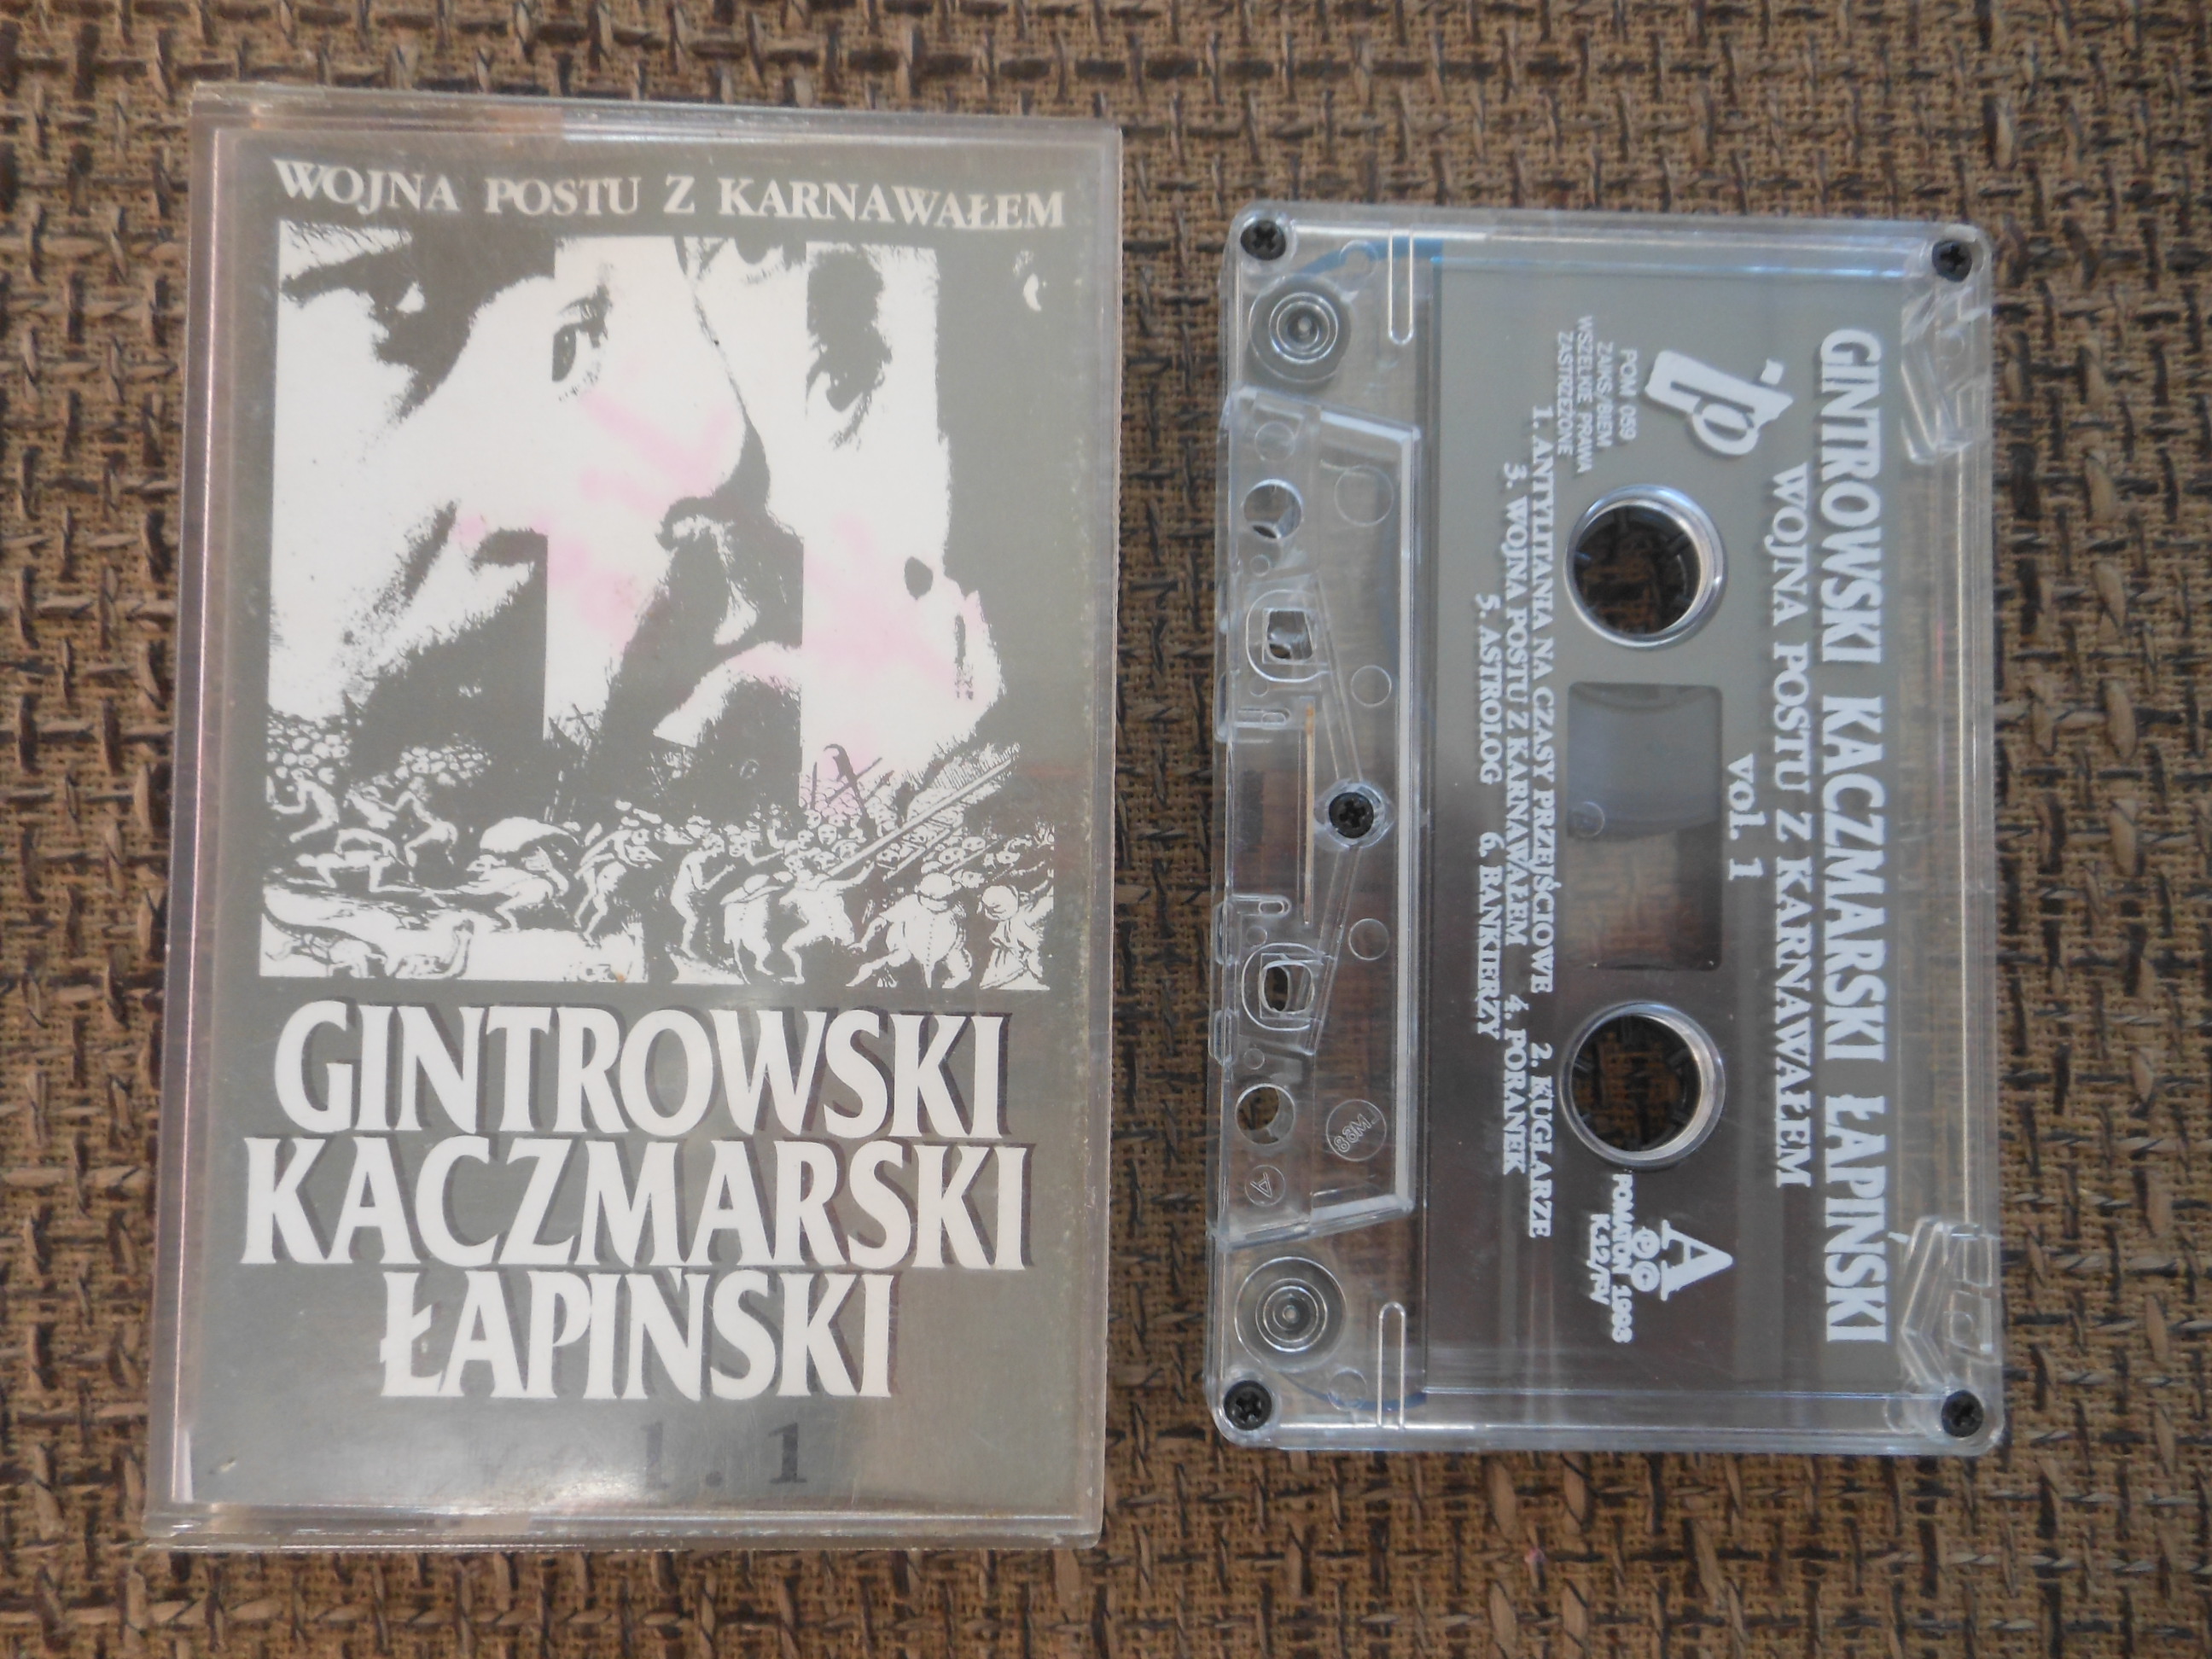 WOJNA POSTU Z KARNAWAŁEM
GINTROWSKI
KACZMARSKI
ŁAPIŃSKI
l. 1
GINTROWSKI KACZMARSKI ŁAPIŃSKI
WOJNA POSTU Z KARNAWAŁEM
vol. 1
POM 059
ZAIKS/BIEM
WSZELKIE PRAWA
ZASTRZEŻONE
A
℗©
POMATON 1993
1. ANTYLITANIA NA CZASY PRZEJŚCIOWE 2. KUGLARZE
3. WOJNA POSTU Z KARNAWAŁEM 4. PORANEK
5. ASTROLOG 6. BANKIERZY
A